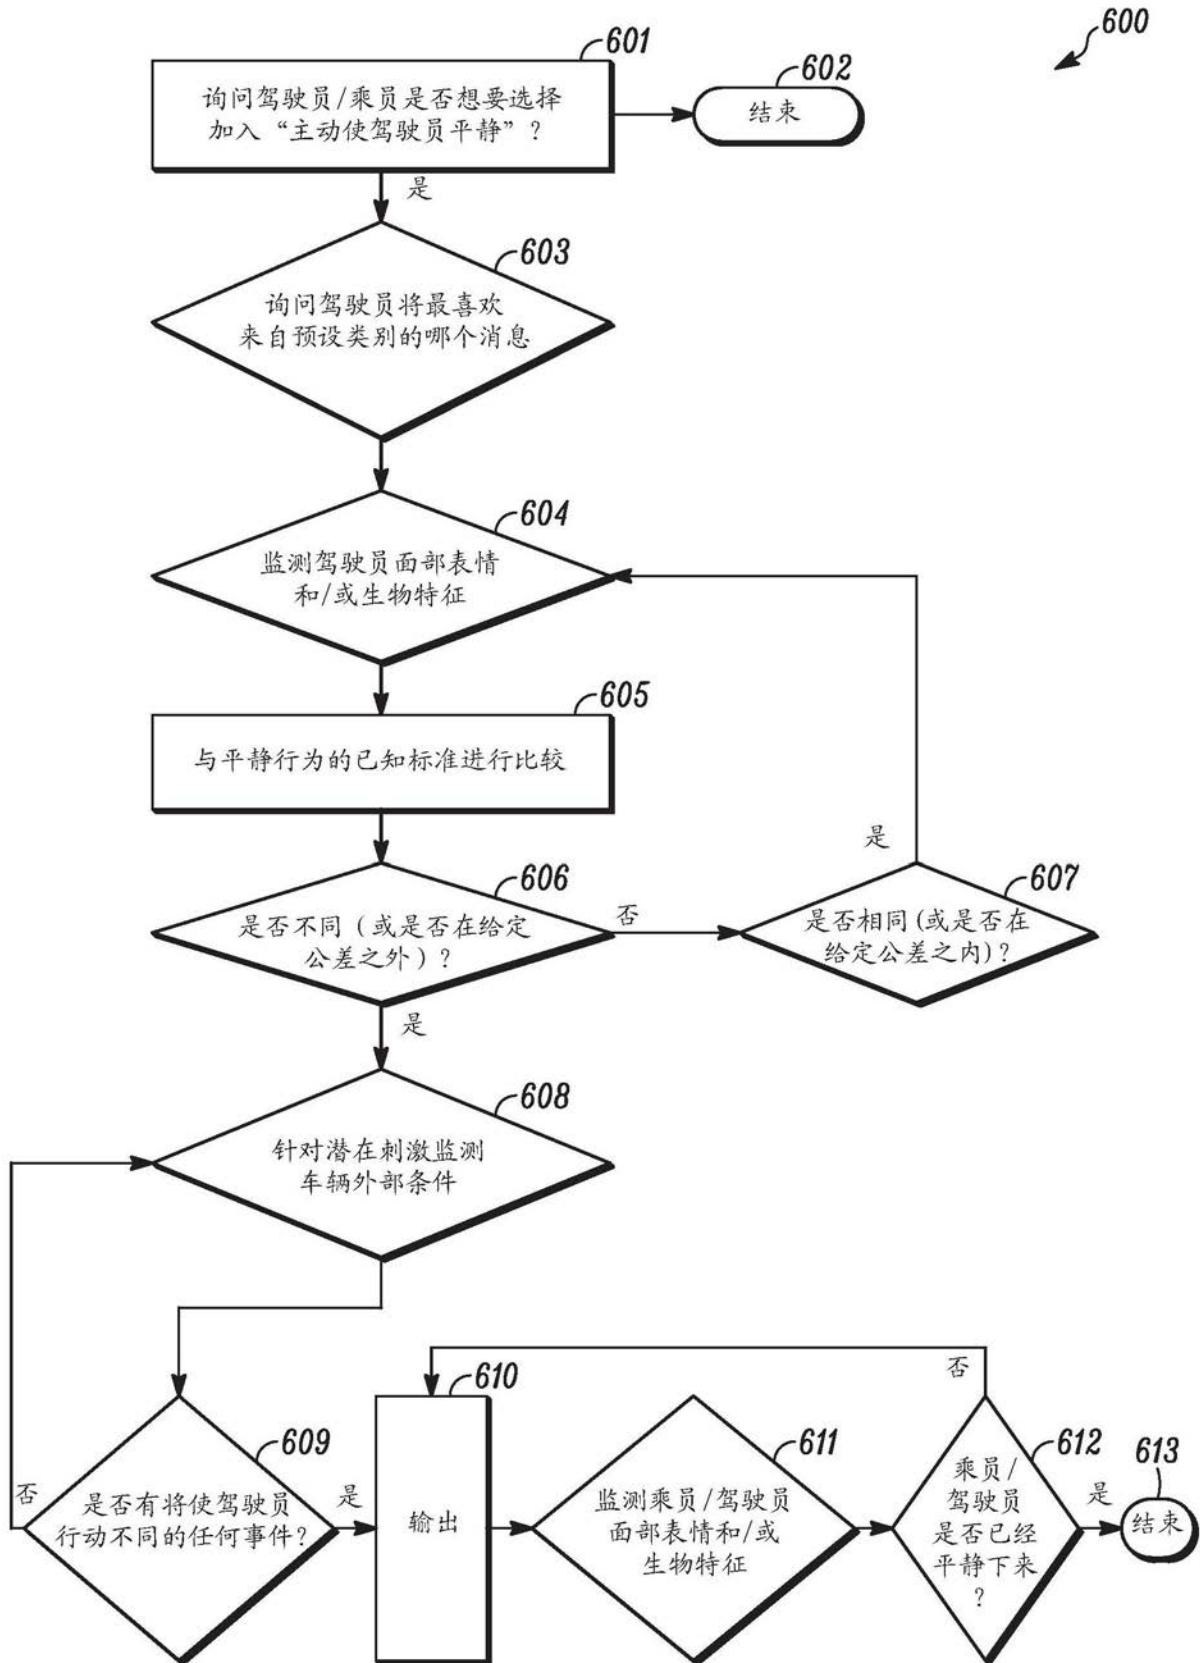 600
601
询问驾驶员/乘员是否想要选择
加入“主动使驾驶员平静”？
602
结束
是
603
询问驾驶员将最喜欢
来自预设类别的哪个消息
604
监测驾驶员面部表情
和/或生物特征
605
与平静行为的已知标准进行比较
606
是否不同（或是否在给定
公差之外）？
否
是
607
是否相同(或是否在
给定公差之内)?
是
608
针对潜在刺激监测
车辆外部条件
609
是否有将使驾驶员
行动不同的任何事件?
否
是
610
输出
611
监测乘员/驾驶员
面部表情和/或
生物特征
否
612
乘员/
驾驶员
是否已经
平静下来
?
是
613
结束